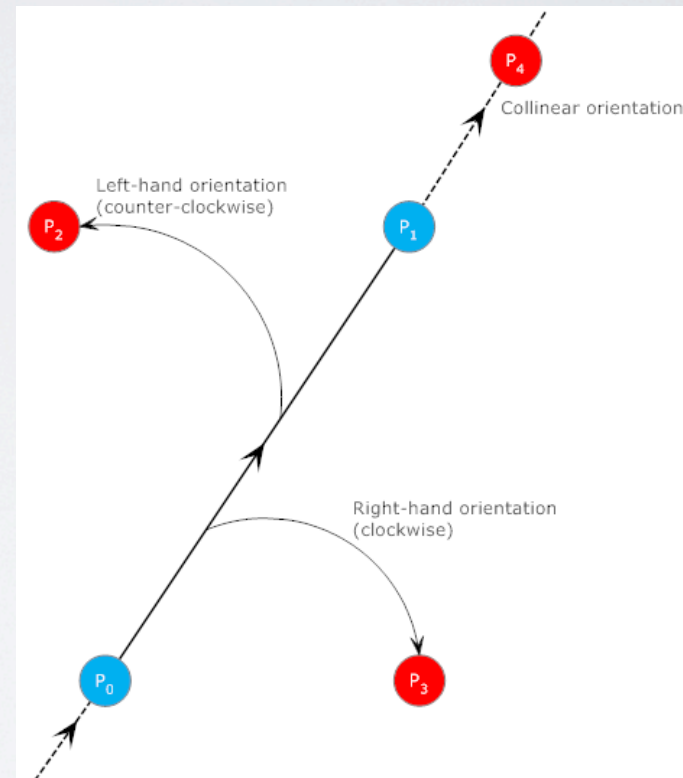 P4
Collinear orientation
Left-hand orientation
(counter-clockwise)
P2
P1
Right-hand orientation
(clockwise)
P0
P3